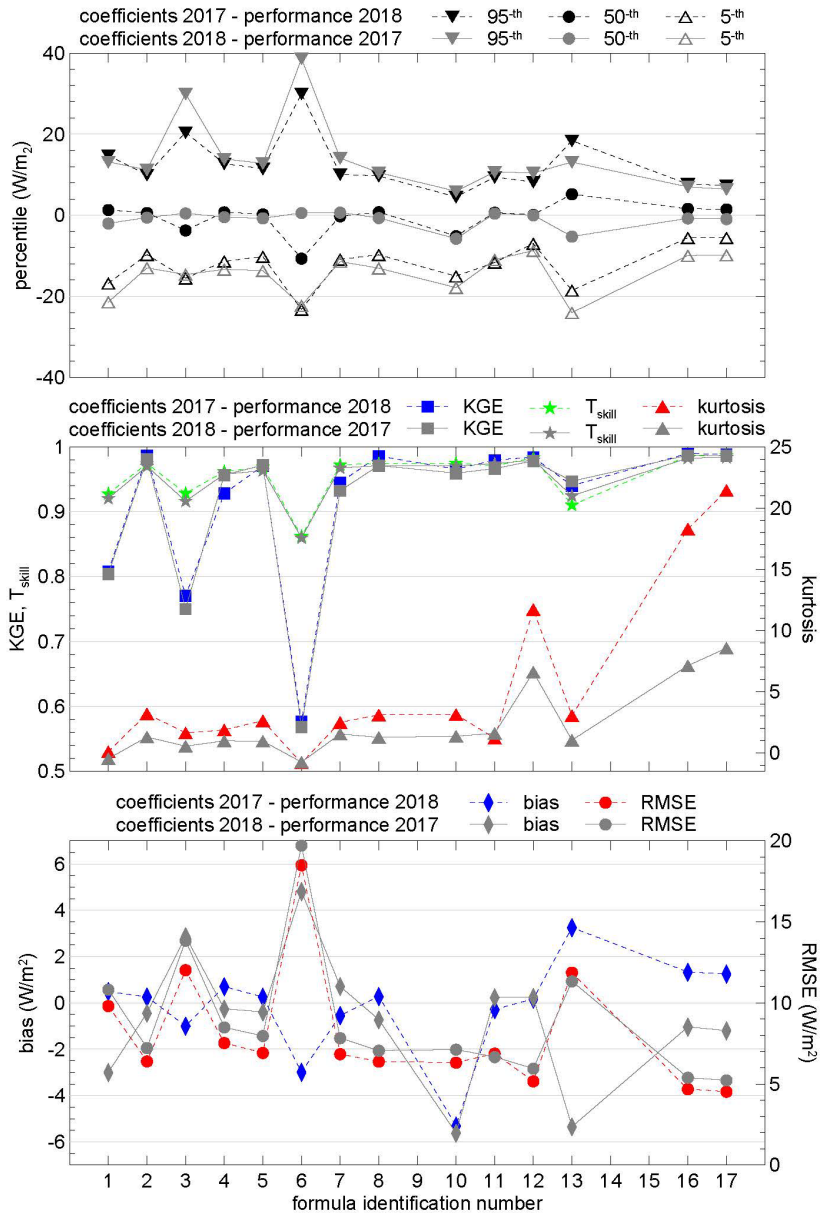 coefficients 2017 - performance 2018 95-th 50-th 5-th
coefficients 2018 - performance 2017 95-th 50-th 5-th
40
20
0
-20
-40
percentile (W/m2)
coefficients 2017 - performance 2018 KGE Tskill kurtosis
coefficients 2018 - performance 2017 KGE Tskill kurtosis
1
0.9
0.8
0.7
0.6
0.5
KGE, Tskill
25
20
15
10
5
0
kurtosis
coefficients 2017 - performance 2018 bias RMSE
coefficients 2018 - performance 2017 bias RMSE
6
4
2
0
-2
-4
-6
bias (W/m²)
20
15
10
5
0
RMSE (W/m²)
1 2 3 4 5 6 7 8 10 11 12 13 16 17
formula identification number